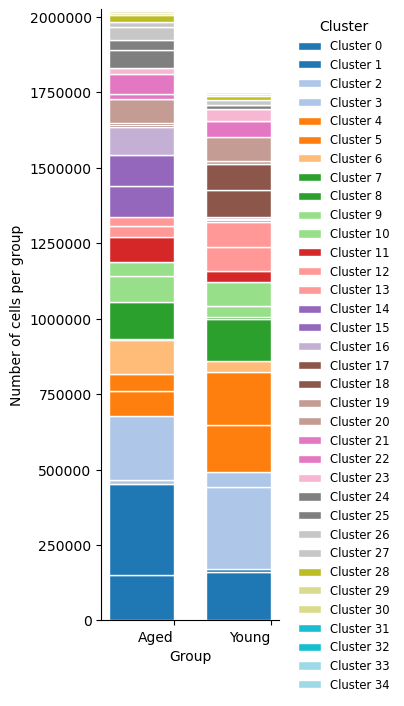 Number of cells per group
2000000
1750000
1500000
1250000
1000000
750000
500000
250000
0
Aged
Young
Group
Cluster
Cluster 0
Cluster 1
Cluster 2
Cluster 3
Cluster 4
Cluster 5
Cluster 6
Cluster 7
Cluster 8
Cluster 9
Cluster 10
Cluster 11
Cluster 12
Cluster 13
Cluster 14
Cluster 15
Cluster 16
Cluster 17
Cluster 18
Cluster 19
Cluster 20
Cluster 21
Cluster 22
Cluster 23
Cluster 24
Cluster 25
Cluster 26
Cluster 27
Cluster 28
Cluster 29
Cluster 30
Cluster 31
Cluster 32
Cluster 33
Cluster 34